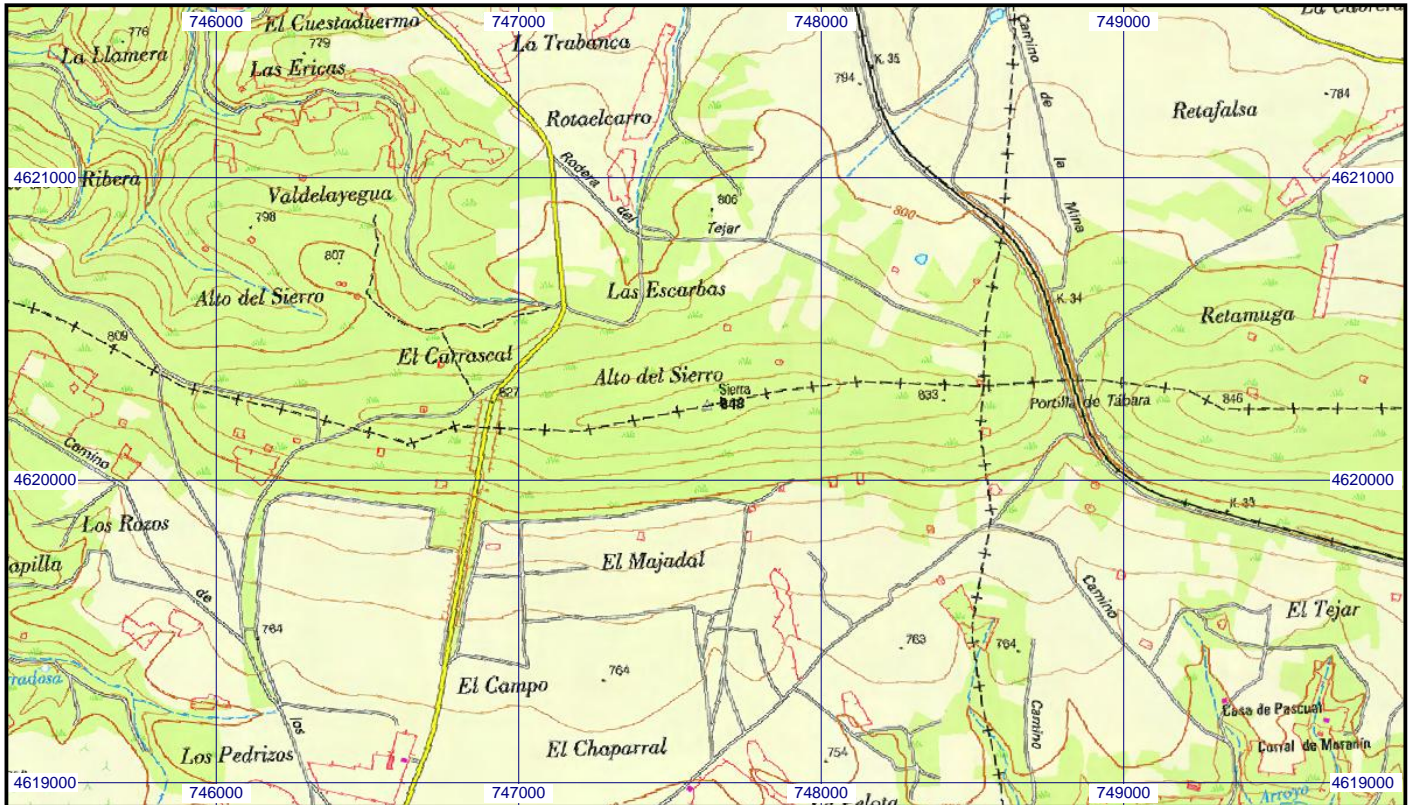 746000
747000
748000
749000
La Cabrera
El Cuestaduermo
776
La Llamera
779
Las Ericas
La Trabanca
K. 35
794
Camino
de
la
Mina
Retafalsa
784
Rotaelcarro
4621000
Ribera
Valdelayegua
Rodera
del
Tejar
806
800
4621000
798
807
Alto del Sierro
Las Escarbas
K. 34
Retamuga
809
El Carrascal
Alto del Sierro
Sierra
848
827
833
Portilla de Tábara
846
Camino
4620000
4620000
K. 33
Los Rozos
apilla
El Majadal
de
Camino
El Tejar
764
763
764
764
radosa
El Campo
Camino
Casa de Pascual
los
Los Pedrizos
El Chaparral
754
Corral de Moranín
4619000
746000
747000
748000
749000
4619000
Arroyo